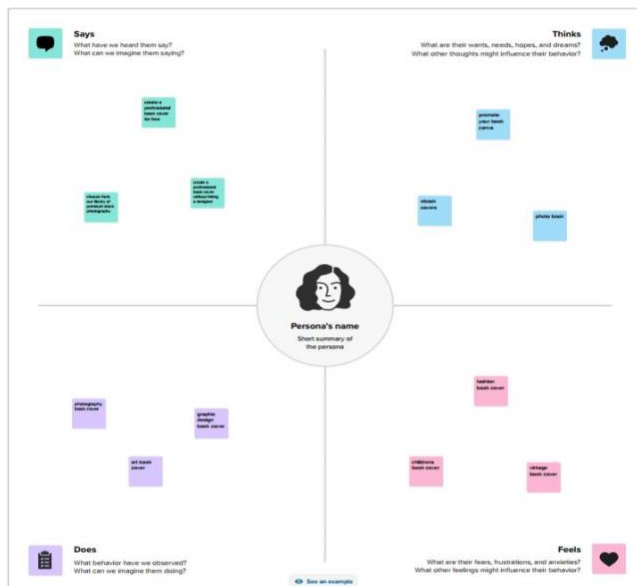 Says
What have we heard them say?
What can we imagine them saying?
Thinks
What are their wants, needs, hopes, and dreams?
What other thoughts might influence their behavior?
create a
professional
book cover
for free
choose from
our library of
premium stock
photography
create a
professional
book cover
without hiring
a designer
promote
your book
canva
ebook
covers
photo book
Persona's name
Short summary of
the persona
photography
book cover
graphic
design
book cover
art book
cover
fashion
book cover
childrens
book cover
vintage
book cover
Does
What behavior have we observed?
What can we imagine them doing?
Feels
What are their fears, frustrations, and anxieties?
What other feelings might influence their behavior?
See an example